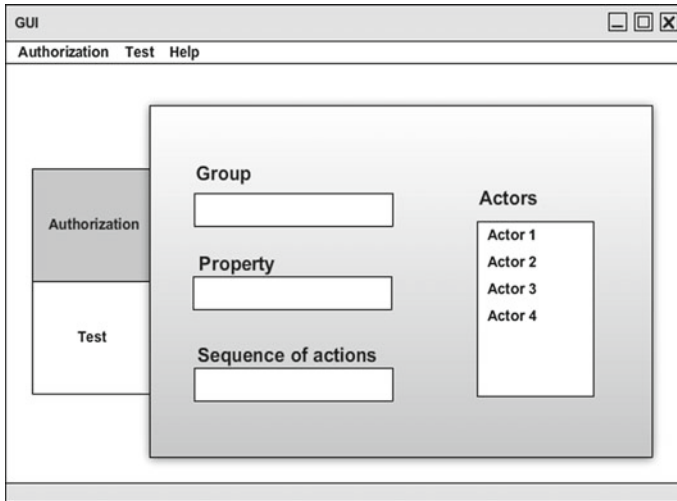 GUI
Authorization Test Help
Authorization
Test
Group
Property
Sequence of actions
Actors
Actor 1
Actor 2
Actor 3
Actor 4